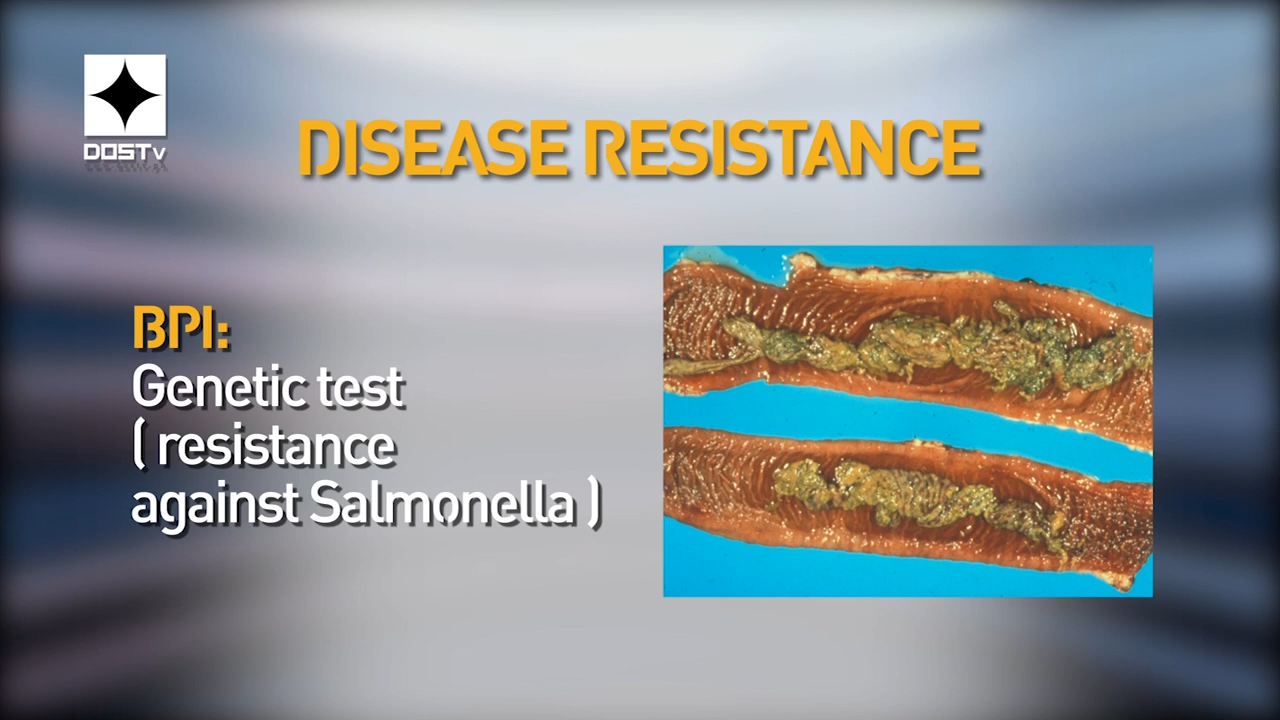 DOSTv
DISEASE RESISTANCE
BPI:
Genetic test
( resistance
against Salmonella )